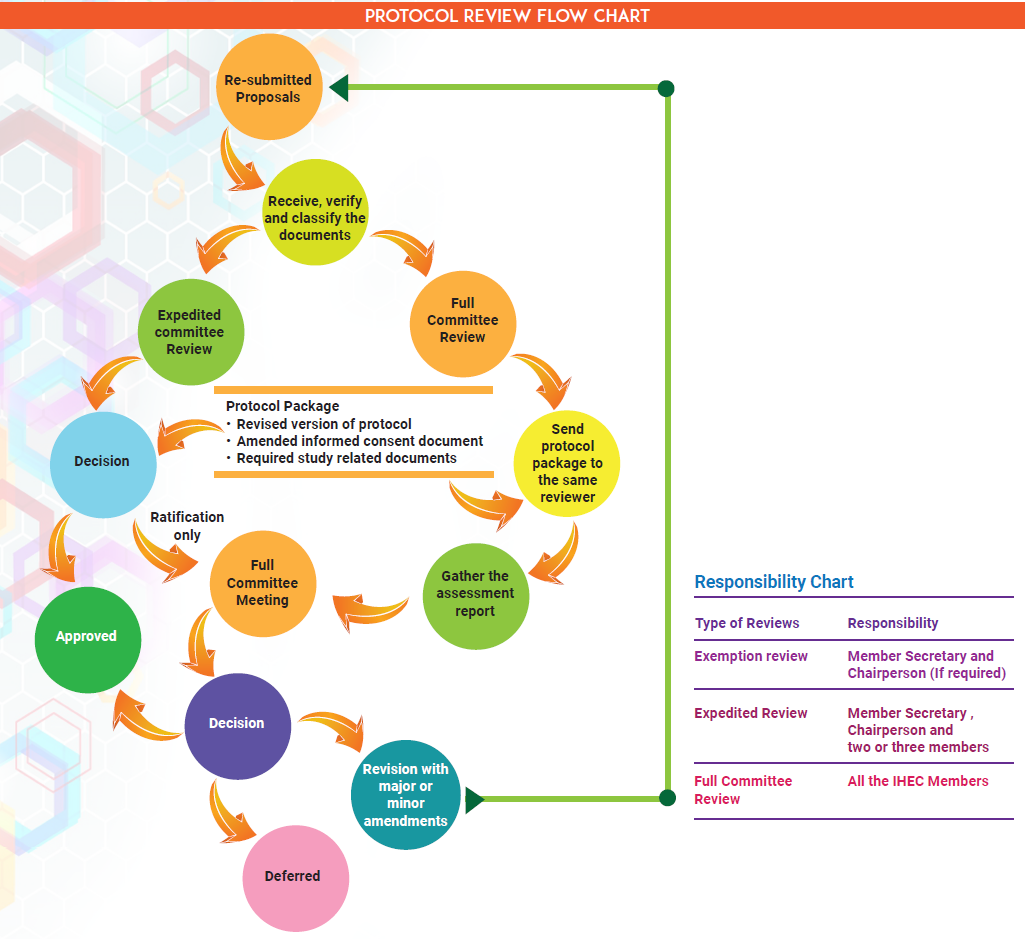 PROTOCOL REVIEW FLOW CHART
Re-submitted
Proposals
Receive, verify
and classify the
documents
Expedited
committee
Review
Full
Committee
Review
Protocol Package
• Revised version of protocol
• Amended informed consent document
• Required study related documents
Send
protocol
package to
the same
reviewer
Decision
Ratification
only
Full
Committee
Meeting
Gather the
assessment
report
Approved
Decision
Revision with
major or
minor
amendments
Deferred
Responsibility Chart
Type of Reviews Responsibility
Exemption review Member Secretary and
Chairperson (If required)
Expedited Review Member Secretary ,
Chairperson and
two or three members
Full Committee All the IHEC Members
Review